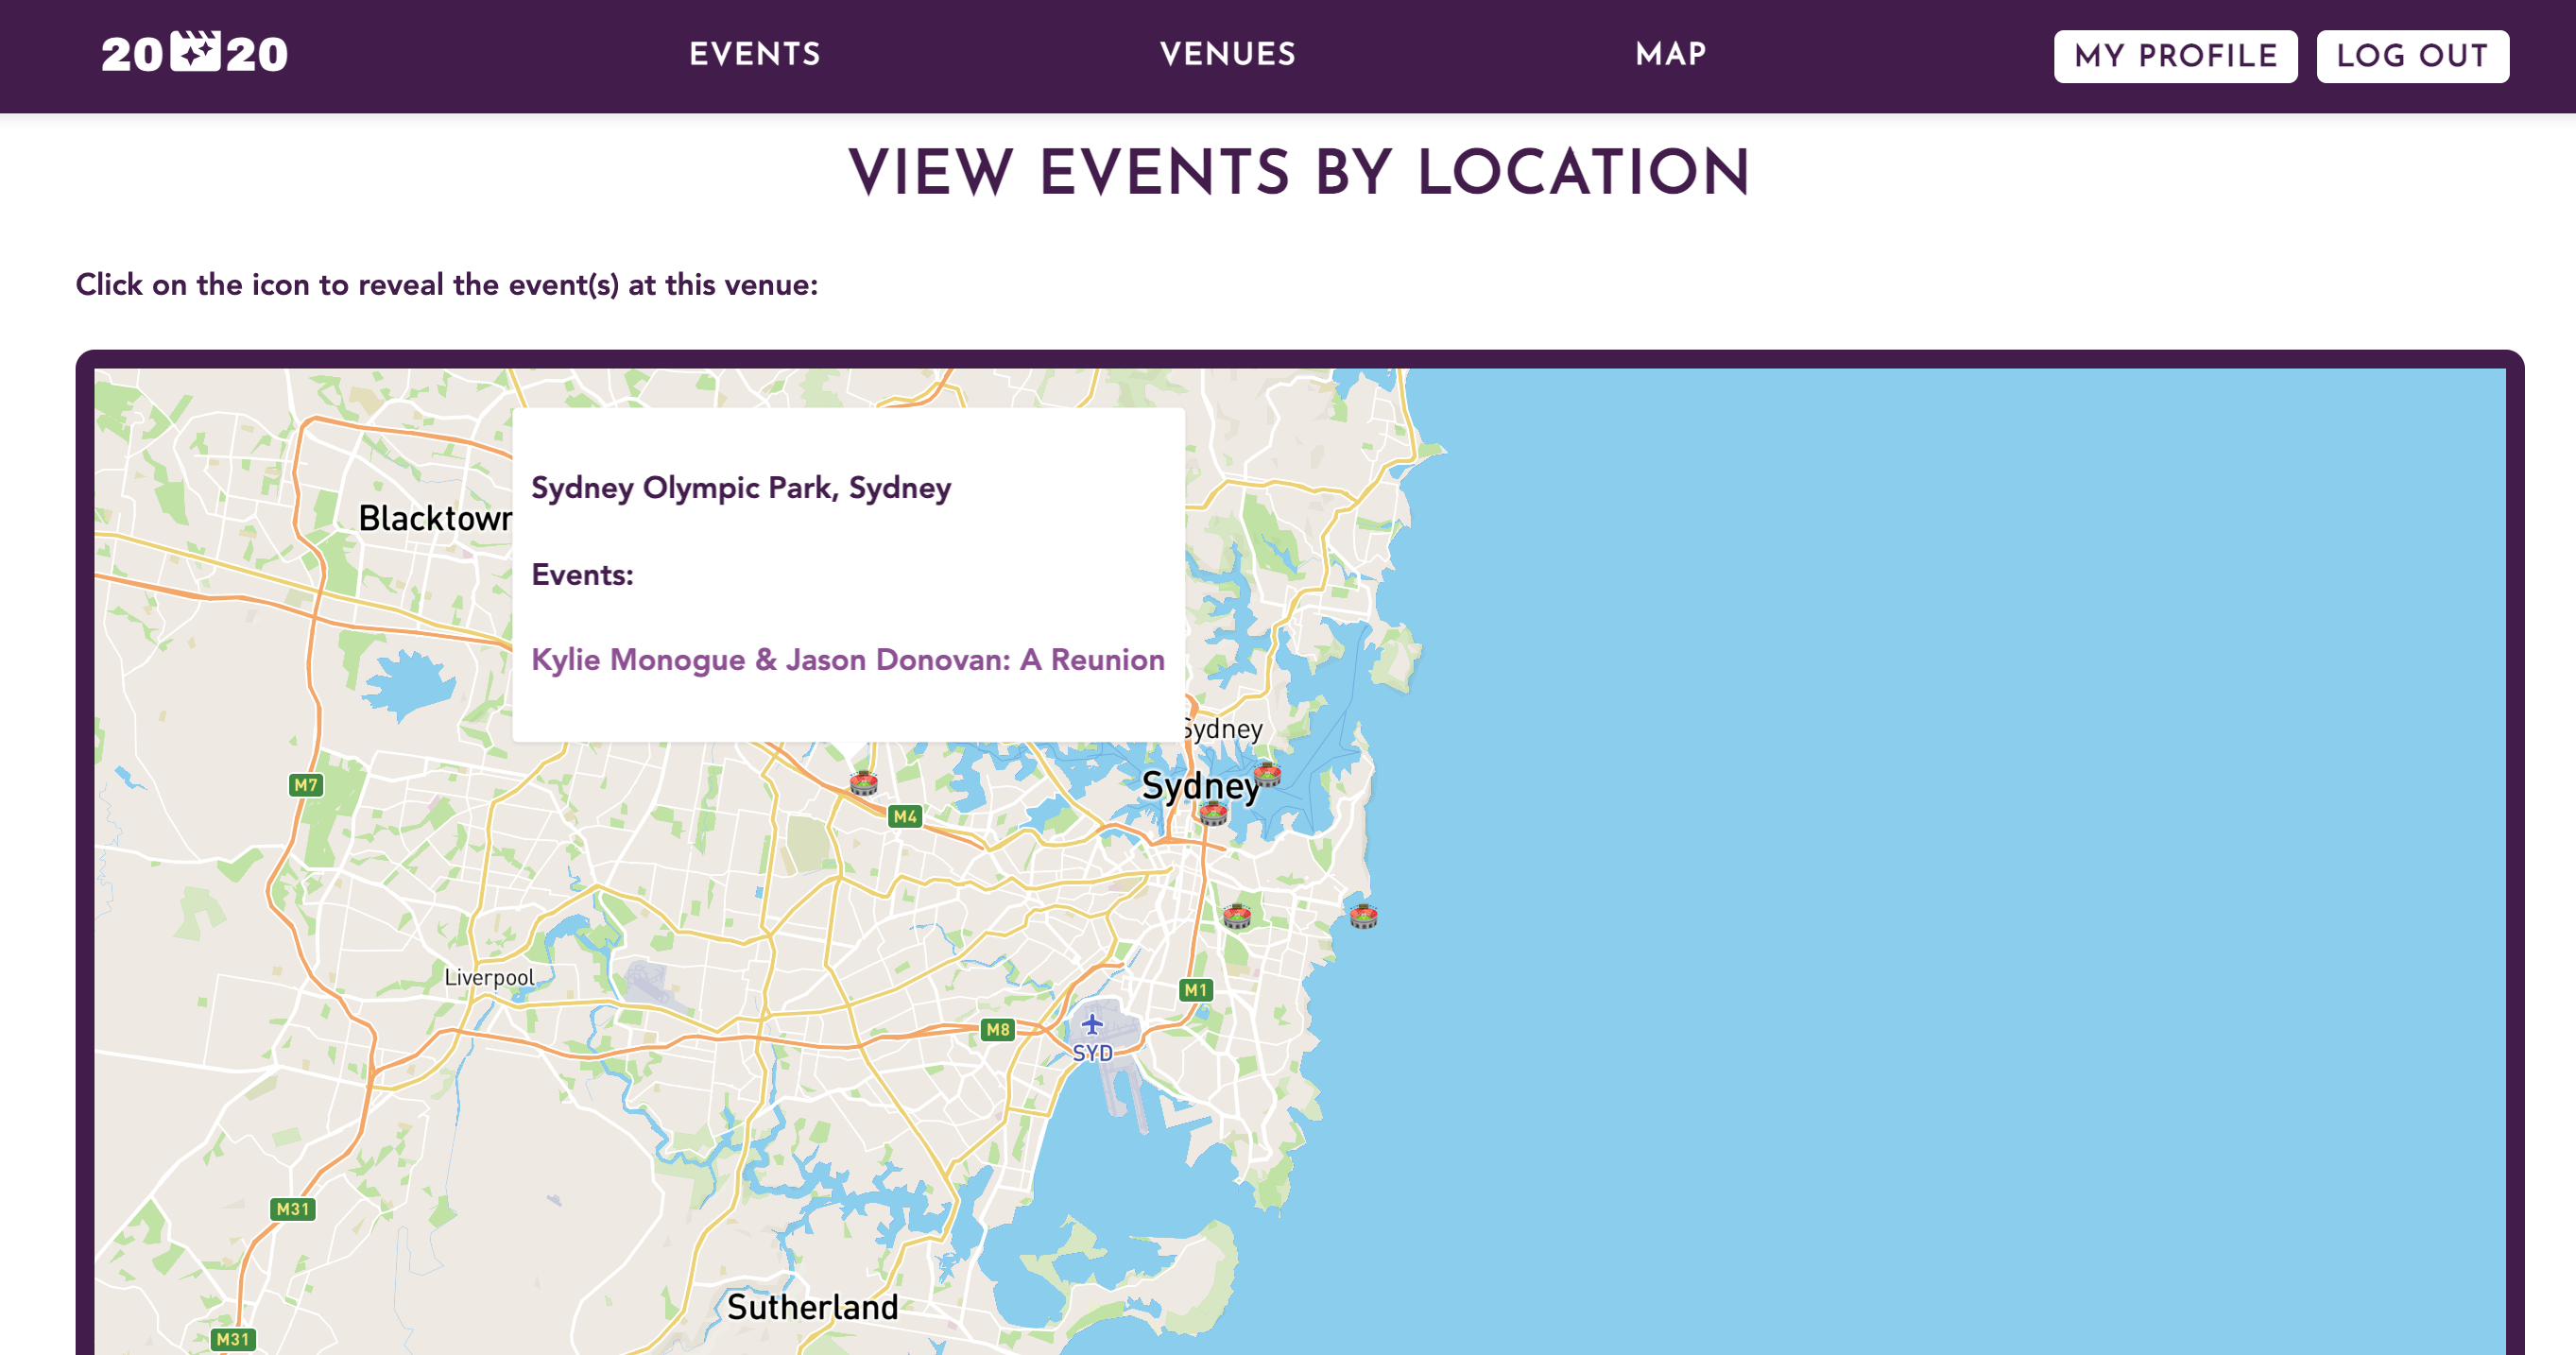 20 20
EVENTS
VENUES
MAP
MY PROFILE
LOG OUT
VIEW EVENTS BY LOCATION
Click on the icon to reveal the event(s) at this venue:
Sydney Olympic Park, Sydney
Events:
Kylie Monogue & Jason Donovan: A Reunion
Blacktown
Sydney
Sydney
M7
M4
Liverpool
M1
M8
SYD
M31
Sutherland
M31